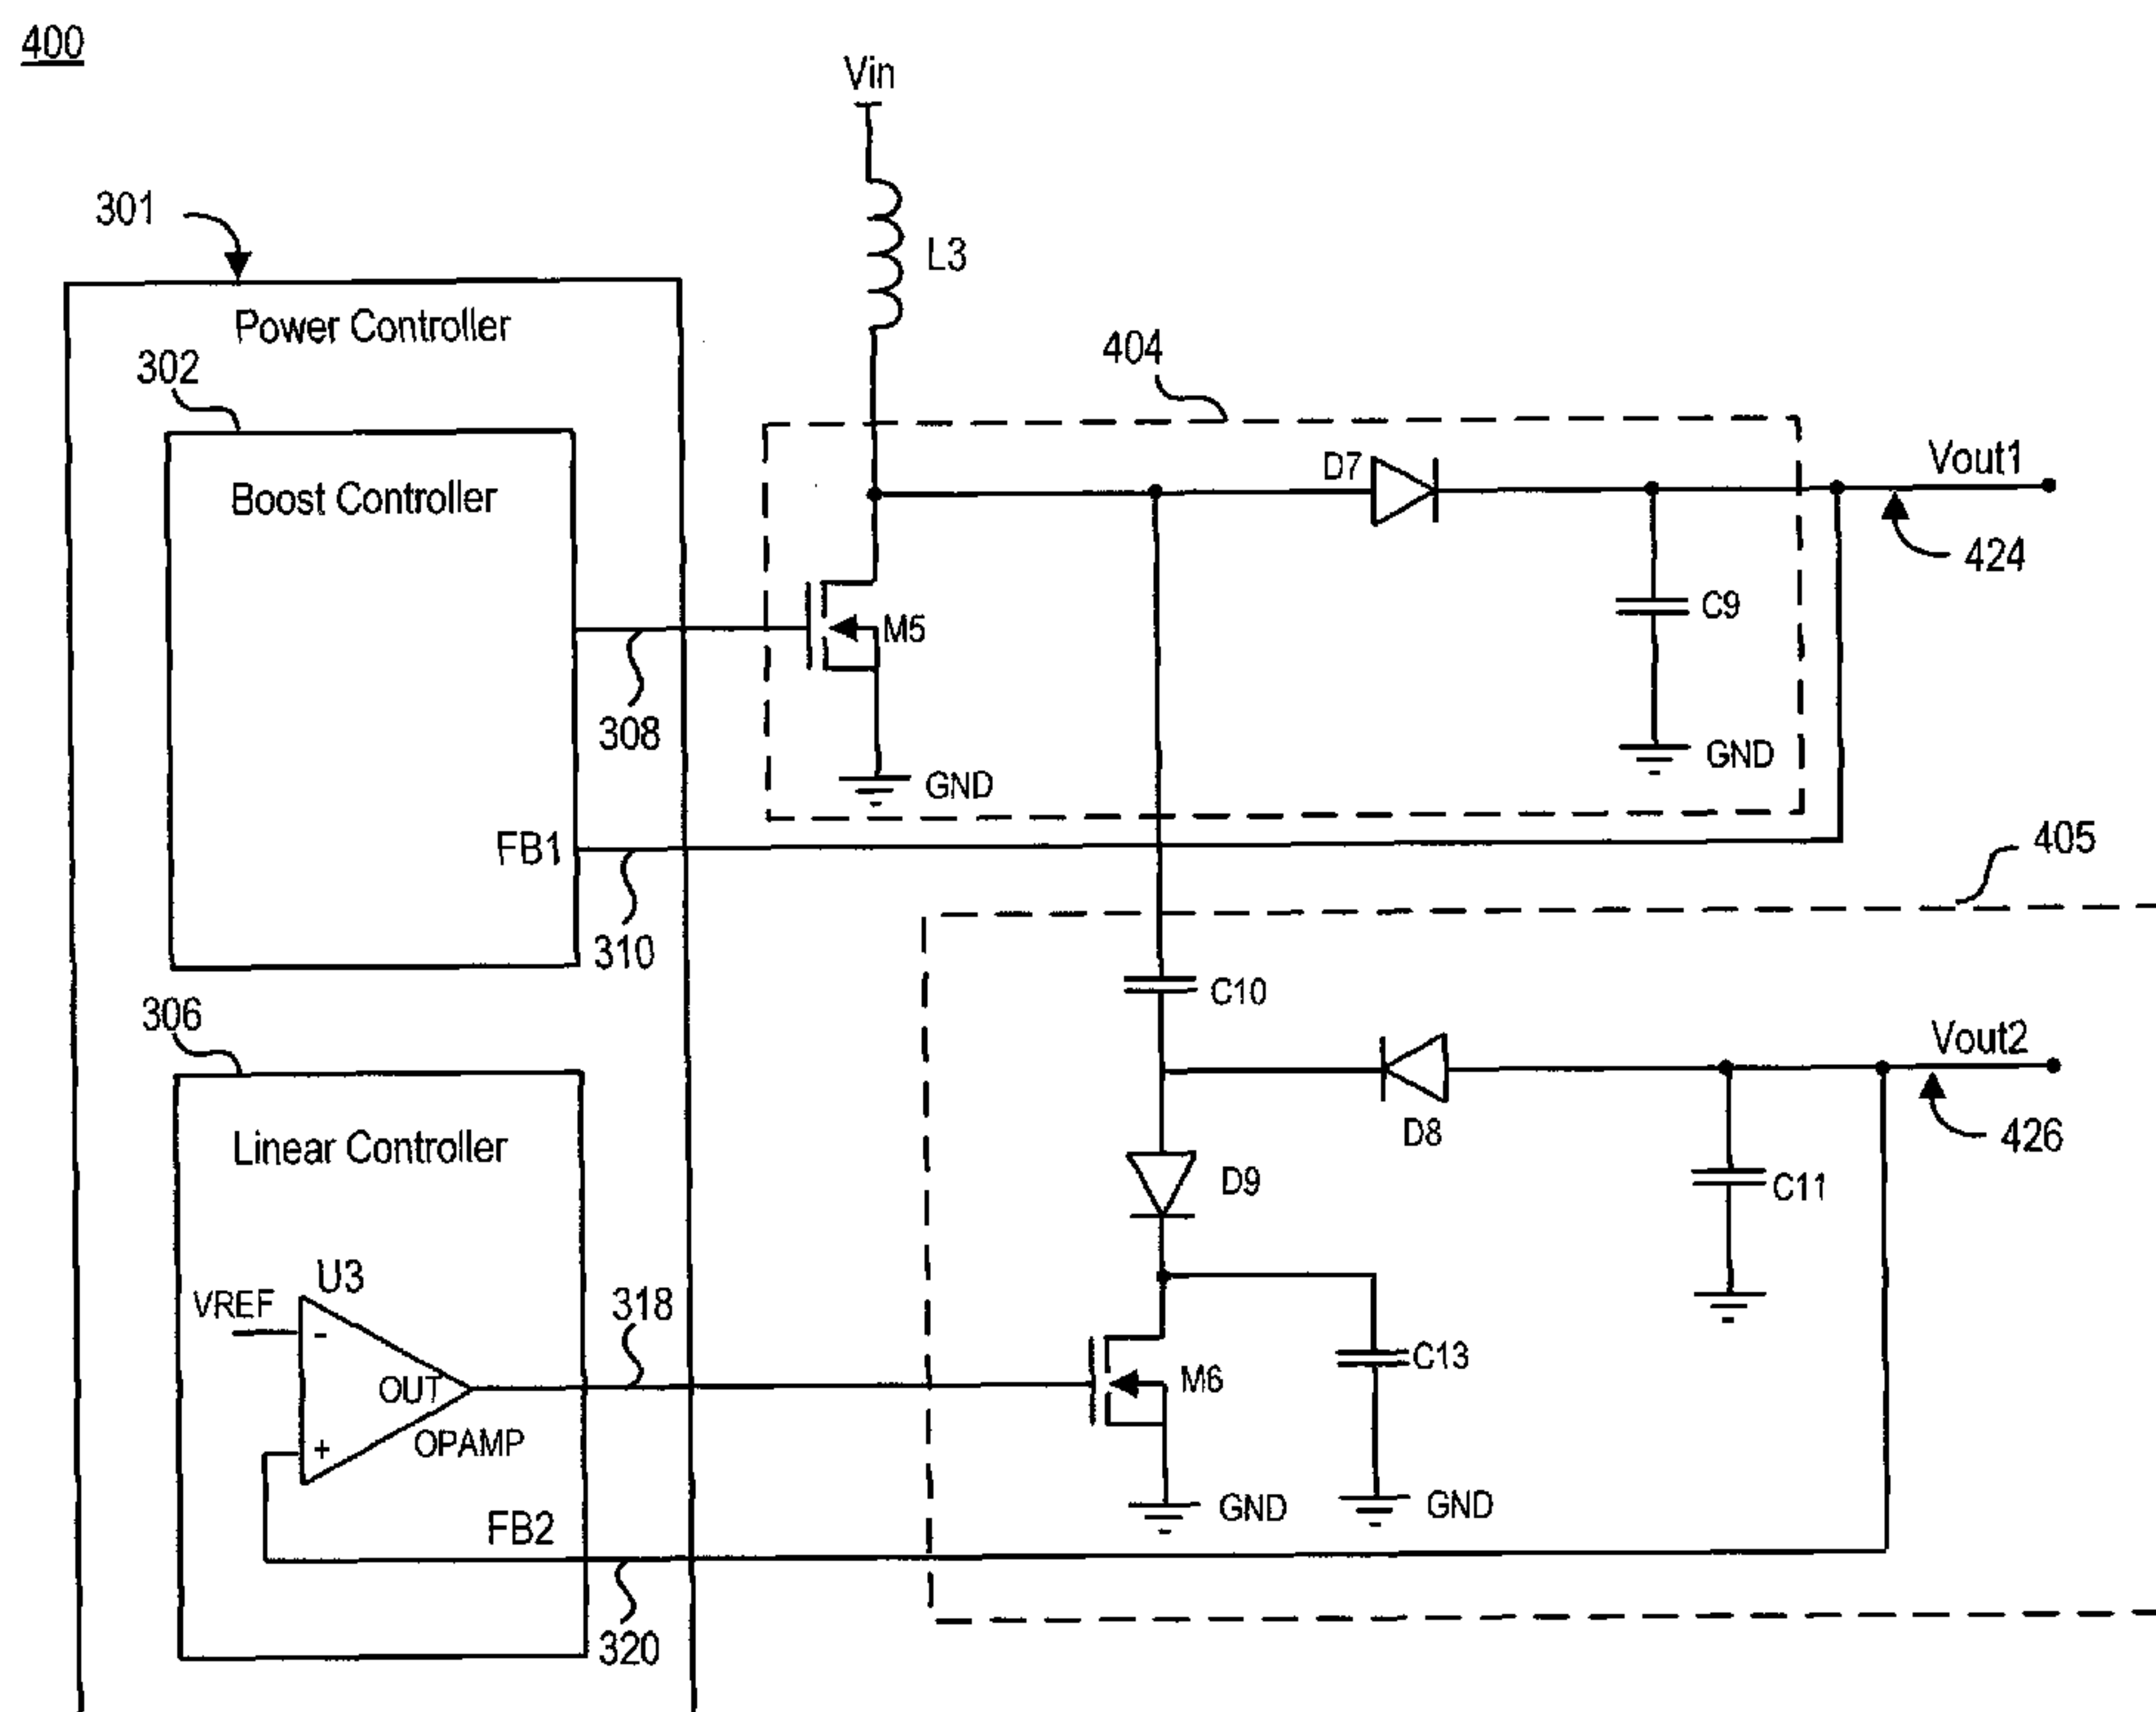 400
Vin
L3
301
Power Controller
302
Boost Controller
404
D7
Vout1
424
C9
M5
308
GND
GND
FB1
310
405
C10
306
Linear Controller
Vout2
D8
426
D9
C11
U3
VREF
-
OUT
+
OPAMP
318
M6
C13
FB2
GND
GND
320